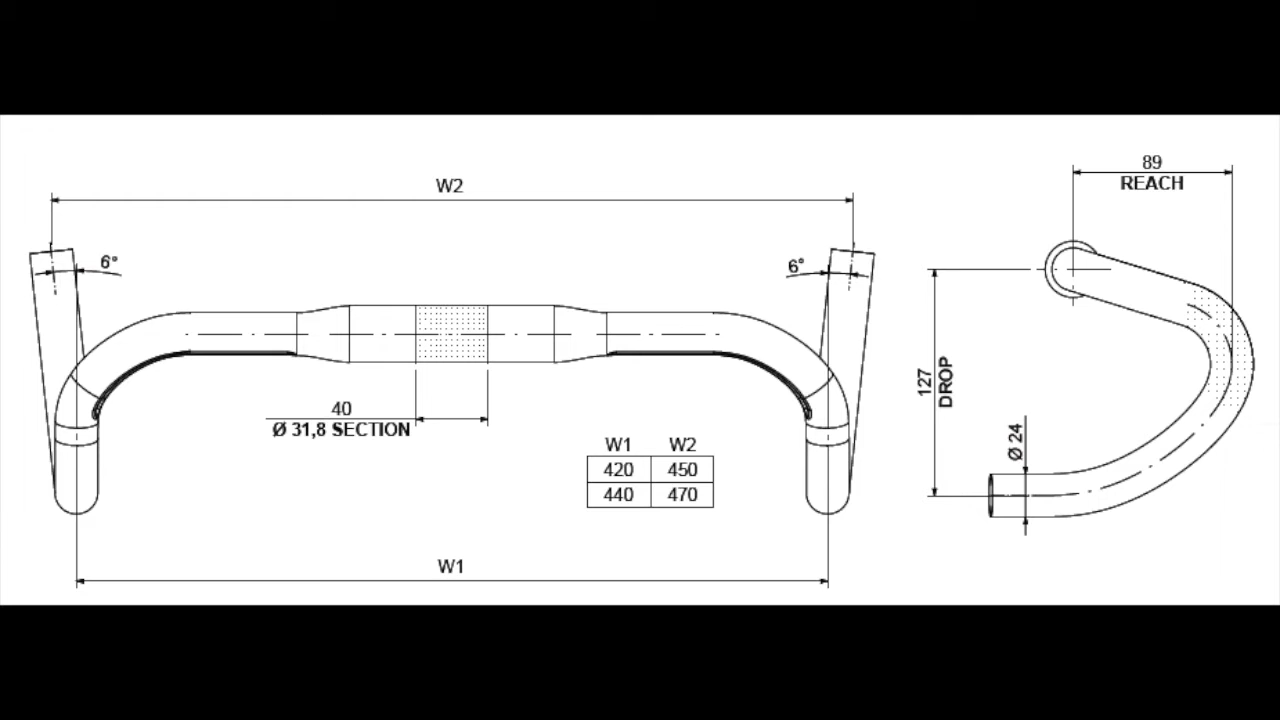 W2
6°
6°
40
Ø 31,8 SECTION
W1 W2
420 450
440 470
W1
89
REACH
127
DROP
Ø 24